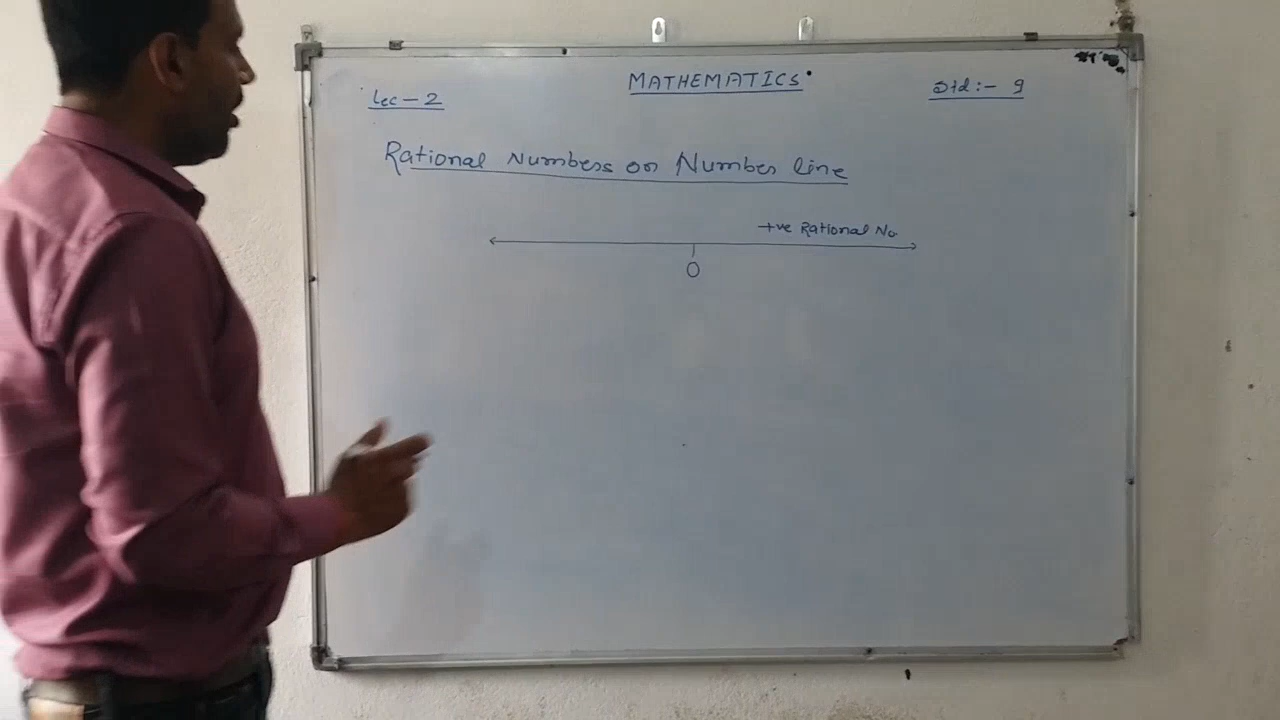 MATHEMATICS
Lec - 2
Std :- 9
Rational Numbers on Number line
+ve Rational No.
0